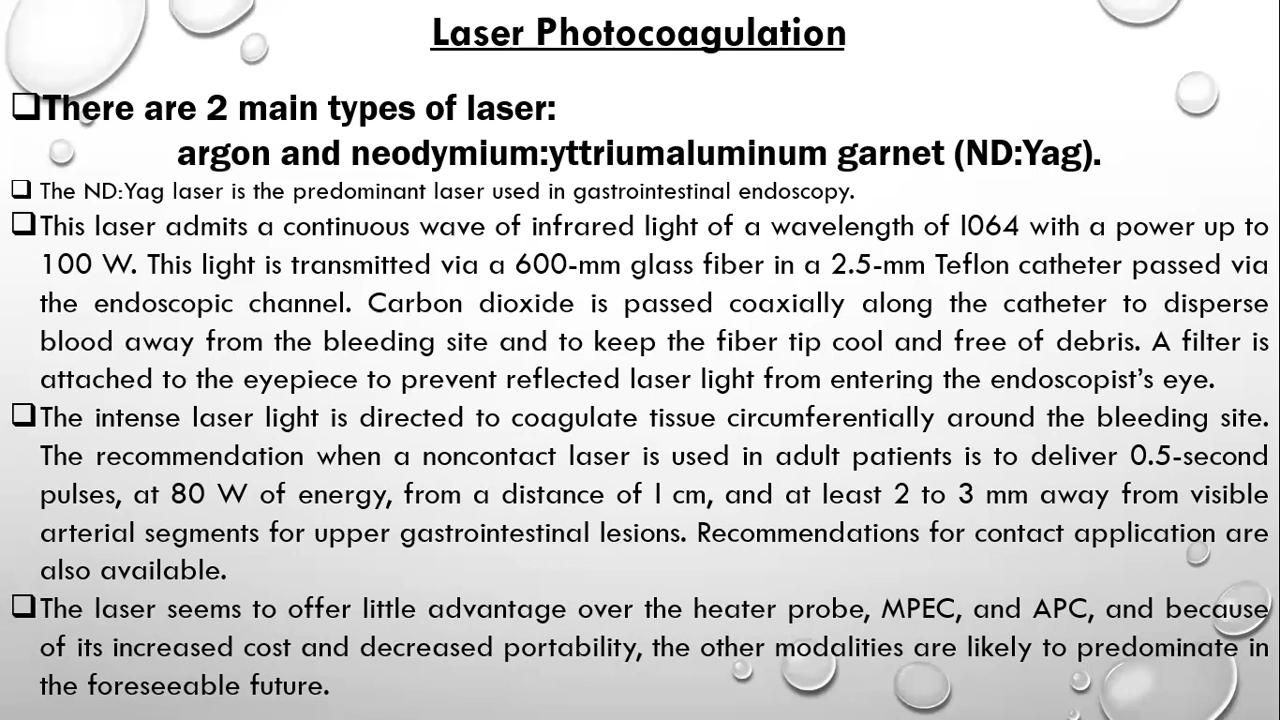 Laser Photocoagulation
❑There are 2 main types of laser:
argon and neodymium:yttriumaluminum garnet (ND:Yag).
❑ The ND:Yag laser is the predominant laser used in gastrointestinal endoscopy.
❑This laser admits a continuous wave of infrared light of a wavelength of l064 with a power up to
100 W. This light is transmitted via a 600-mm glass fiber in a 2.5-mm Teflon catheter passed via
the endoscopic channel. Carbon dioxide is passed coaxially along the catheter to disperse
blood away from the bleeding site and to keep the fiber tip cool and free of debris. A filter is
attached to the eyepiece to prevent reflected laser light from entering the endoscopist’s eye.
❑The intense laser light is directed to coagulate tissue circumferentially around the bleeding site.
The recommendation when a noncontact laser is used in adult patients is to deliver 0.5-second
pulses, at 80 W of energy, from a distance of l cm, and at least 2 to 3 mm away from visible
arterial segments for upper gastrointestinal lesions. Recommendations for contact application are
also available.
❑The laser seems to offer little advantage over the heater probe, MPEC, and APC, and because
of its increased cost and decreased portability, the other modalities are likely to predominate in
the foreseeable future.